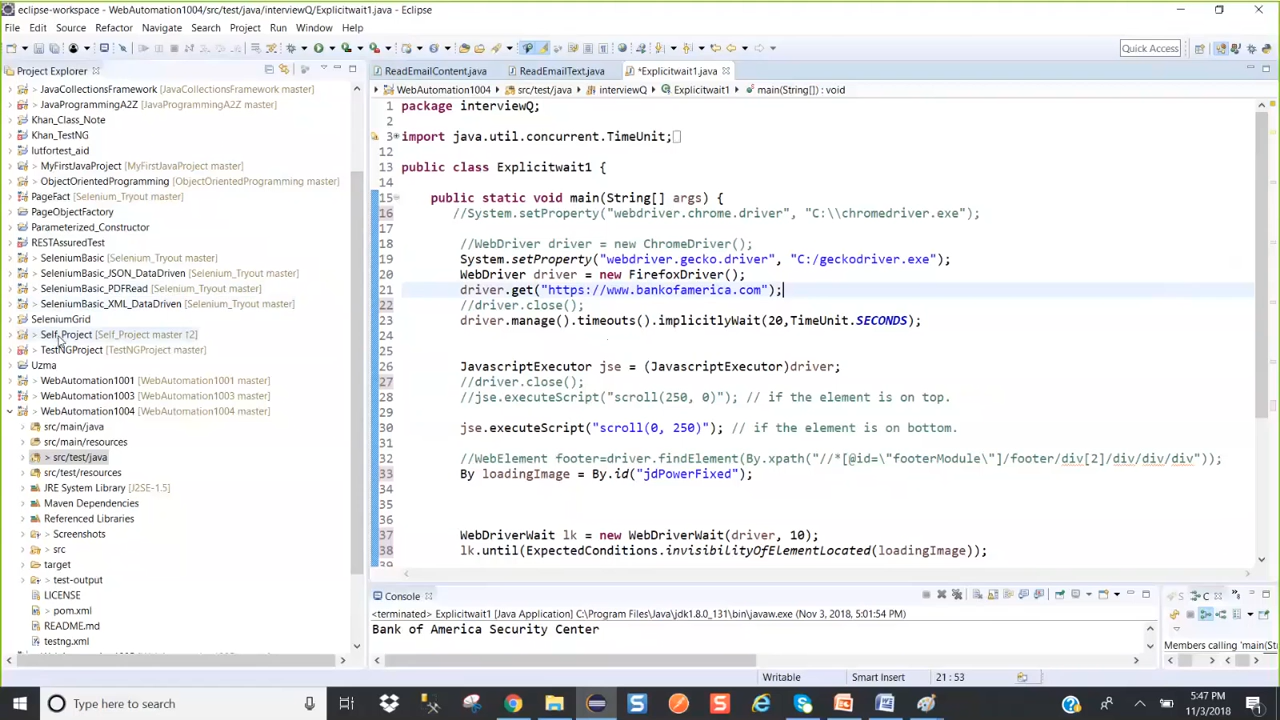 eclipse-workspace - WebAutomation1004/src/test/java/interviewQ/Explicitwait1.java - Eclipse
File Edit Source Refactor Navigate Search Project Run Window Help
Quick Access
Project Explorer
JavaCollectionsFramework [JavaCollectionsFramework master]
> JavaProgrammingA2Z [JavaProgrammingA2Z master]
Khan_Class_Note
Khan_TestNG
lutfortest_aid
> MyFirstJavaProject [MyFirstJavaProject master]
> ObjectOrientedProgramming [ObjectOrientedProgramming master]
PageFact [Selenium_Tryout master]
PageObjectFactory
Parameterized_Constructor
RESTAssuredTest
> SeleniumBasic [Selenium_Tryout master]
> SeleniumBasic_JSON_DataDriven [Selenium_Tryout master]
> SeleniumBasic_PDFRead [Selenium_Tryout master]
> SeleniumBasic_XML_DataDriven [Selenium_Tryout master]
SeleniumGrid
> Self_Project [Self_Project master ↑2]
> TestNGProject [TestNGProject master]
Uzma
> WebAutomation1001 [WebAutomation1001 master]
> WebAutomation1003 [WebAutomation1003 master]
> WebAutomation1004 [WebAutomation1004 master]
src/main/java
src/main/resources
> src/test/java
src/test/resources
JRE System Library [J2SE-1.5]
Maven Dependencies
Referenced Libraries
> Screenshots
> src
target
> test-output
LICENSE
> pom.xml
README.md
testng.xml
ReadEmailContent.java ReadEmailText.java *Explicitwait1.java
WebAutomation1004 src/test/java interviewQ Explicitwait1 main(String[]) : void
1 package interviewQ;
2
3 import java.util.concurrent.TimeUnit;
12
13 public class Explicitwait1 {
14
15 public static void main(String[] args) {
16 //System.setProperty("webdriver.chrome.driver", "C:\\chromedriver.exe");
17
18 //WebDriver driver = new ChromeDriver();
19 System.setProperty("webdriver.gecko.driver", "C:/geckodriver.exe");
20 WebDriver driver = new FirefoxDriver();
21 driver.get("https://www.bankofamerica.com");
22 //driver.close();
23 driver.manage().timeouts().implicitlyWait(20,TimeUnit.SECONDS);
24
26 JavascriptExecutor jse = (JavascriptExecutor)driver;
27 //driver.close();
28 //jse.executeScript("scroll(250, 0)"); // if the element is on top.
29
30 jse.executeScript("scroll(0, 250)"); // if the element is on bottom.
31
32 //WebElement footer=driver.findElement(By.xpath("//*[@id=\"footerModule\"]/footer/div[2]/div/div/div"));
33 By loadingImage = By.id("jdPowerFixed");
34
35
36
37 WebDriverWait lk = new WebDriverWait(driver, 10);
38 lk.until(ExpectedConditions.invisibilityOfElementLocated(loadingImage));
39
Console
<terminated> Explicitwait1 [Java Application] C:\Program Files\Java\jdk1.8.0_131\bin\javaw.exe (Nov 3, 2018, 5:01:54 PM)
Bank of America Security Center
Members calling 'main(Stri
Writable Smart Insert 21 : 53
Type here to search
5:47 PM
11/3/2018